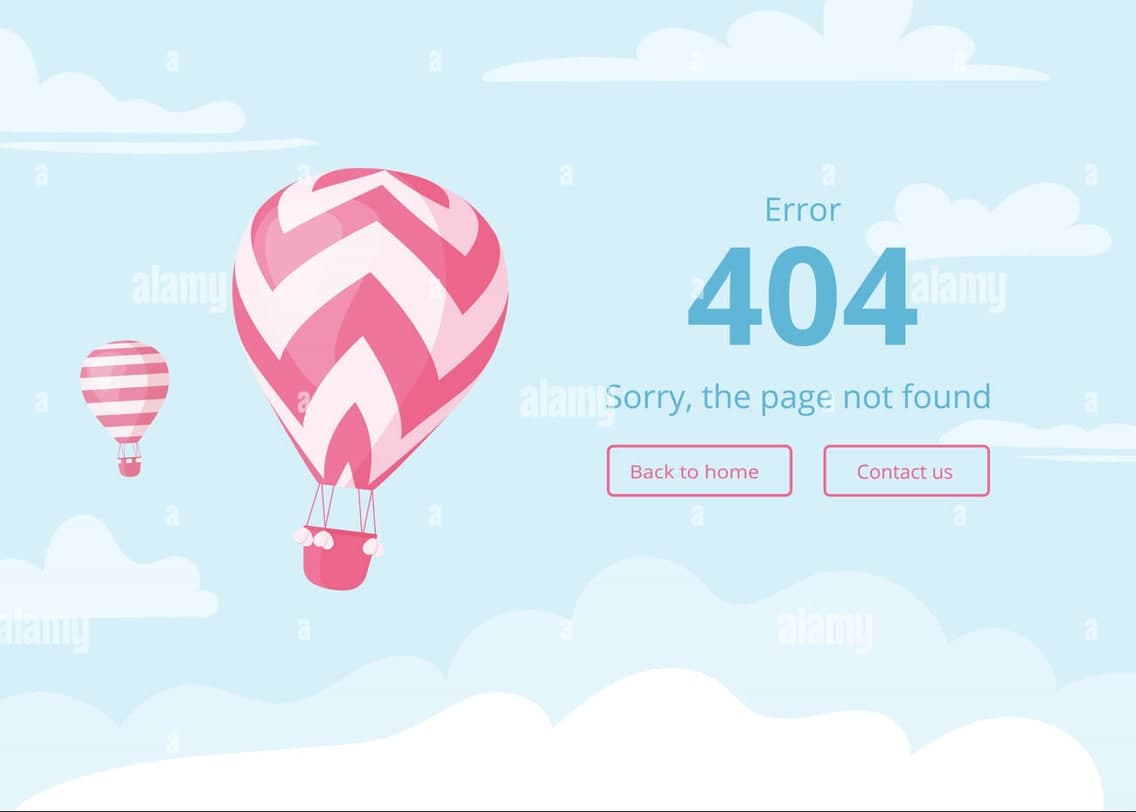 Error
404
Sorry, the page not found
Back to home
Contact us
alamy
alamy
alamy
alamy
alamy